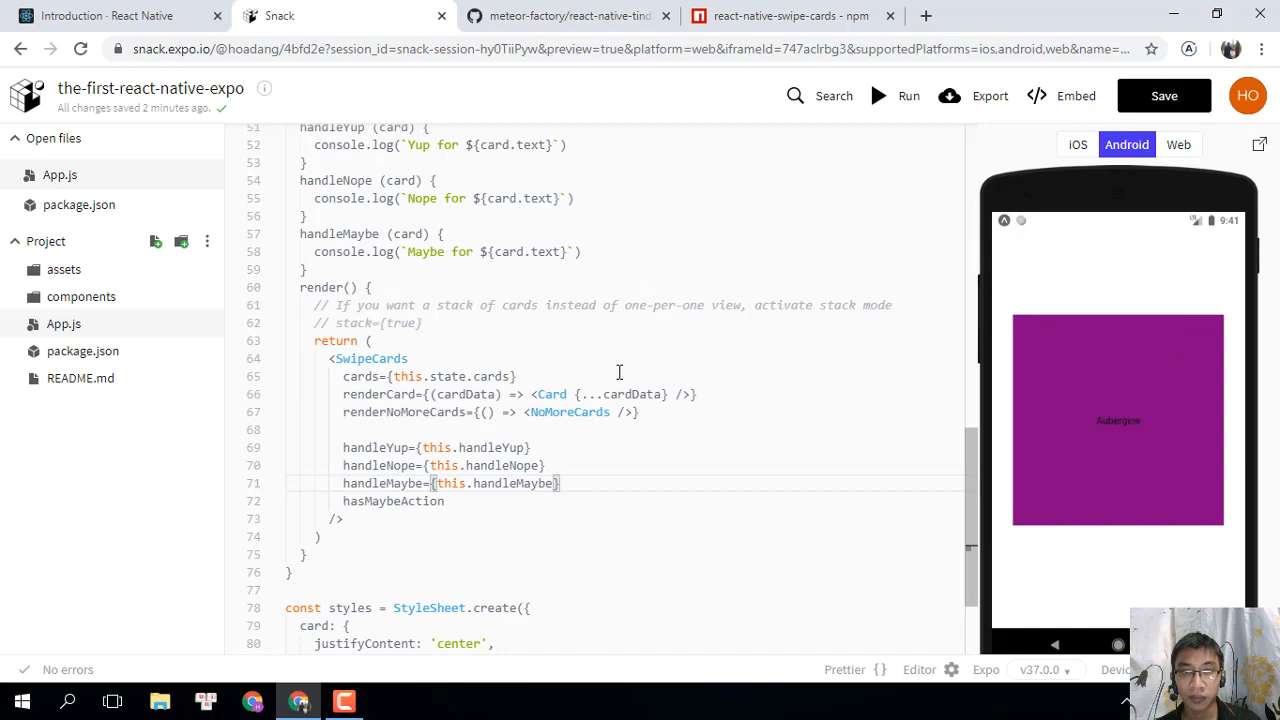 Introduction · React Native
Snack
meteor-factory/react-native-tind
react-native-swipe-cards - npm
snack.expo.io/@hoadang/4bfd2e?session_id=snack-session-hy0TiiPyw&preview=true&platform=web&iframeId=747aclrbg3&supportedPlatforms=ios,android,web&name=...
the-first-react-native-expo
All changes saved 2 minutes ago.
Search
Run
Export
Embed
Save
HO
Open files
App.js
package.json
Project
assets
components
App.js
package.json
README.md
51 handleYup (card) {
52 console.log(`Yup for ${card.text}`)
53 }
54 handleNope (card) {
55 console.log(`Nope for ${card.text}`)
56 }
57 handleMaybe (card) {
58 console.log(`Maybe for ${card.text}`)
59 }
60 render() {
61 // If you want a stack of cards instead of one-per-one view, activate stack mode
62 // stack={true}
63 return (
64 <SwipeCards
65 cards={this.state.cards}
66 renderCard={(cardData) => <Card {...cardData} />}
67 renderNoMoreCards={() => <NoMoreCards />}
68
69 handleYup={this.handleYup}
70 handleNope={this.handleNope}
71 handleMaybe={this.handleMaybe}
72 hasMaybeAction
73 />
74 )
75 }
76 }
77
78 const styles = StyleSheet.create({
79 card: {
80 justifyContent: 'center',
iOS
Android
Web
9:41
Aubergine
No errors
Prettier {}
Editor
Expo
v37.0.0
Devic